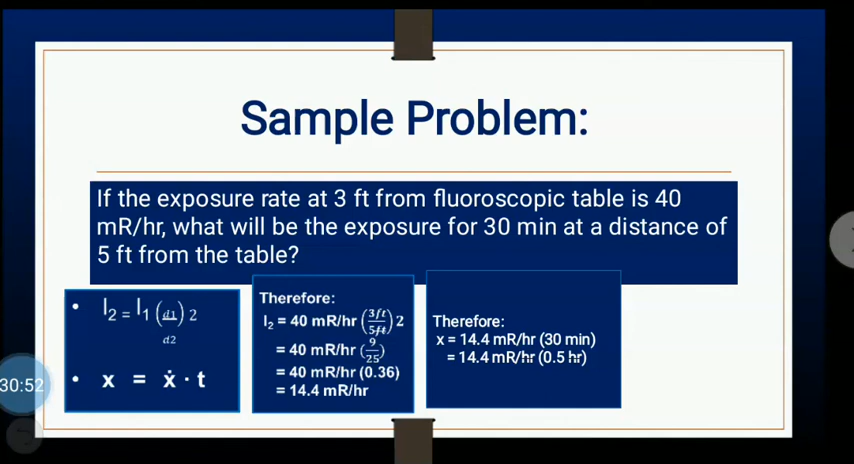 Sample Problem:
If the exposure rate at 3 ft from fluoroscopic table is 40
mR/hr, what will be the exposure for 30 min at a distance of
5 ft from the table?
• I₂ = I₁ (d1/d2) 2
• x = ẋ · t
Therefore:
I₂ = 40 mR/hr (3ft/5ft) 2
= 40 mR/hr (9/25)
= 40 mR/hr (0.36)
= 14.4 mR/hr
Therefore:
x = 14.4 mR/hr (30 min)
= 14.4 mR/hr (0.5 hr)
30:52